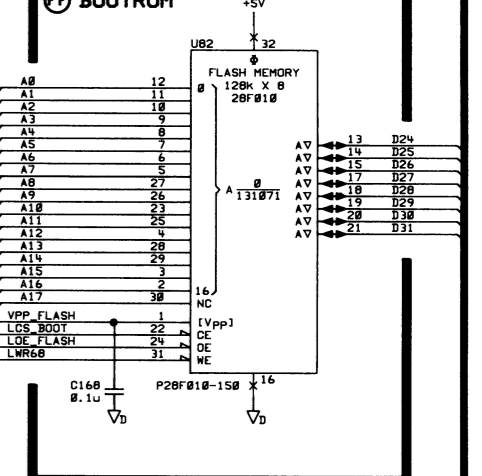 PP BOOTROM
+5V
U82 32
Φ
FLASH MEMORY
128k X 8
28F010
A0 12 0
A1 11
A2 10
A3 9
A4 8
A5 7
A6 6
A7 5
A8 27
A9 26
A10 23
A11 25
A12 4
A13 28
A14 29
A15 3
A16 2 16
A17 30 NC
A 0
131071
A▽ 13 D24
A▽ 14 D25
A▽ 15 D26
A▽ 17 D27
A▽ 18 D28
A▽ 19 D29
A▽ 20 D30
A▽ 21 D31
VPP_FLASH 1 [VPP]
LCS_BOOT 22 CE
LOE_FLASH 24 OE
LWR68 31 WE
C168
0.1u
D
P28F010-150 16
D